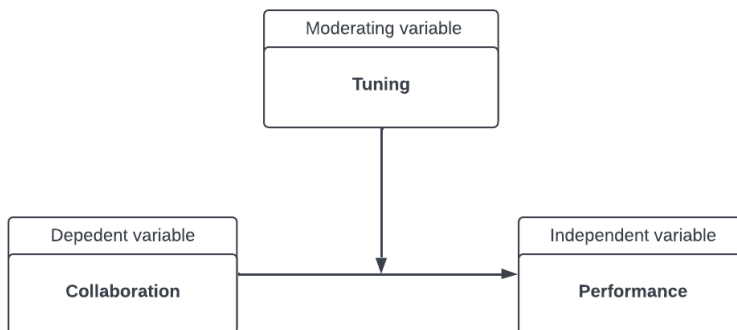 Moderating variable
Tuning
Depedent variable
Independent variable
Collaboration
Performance